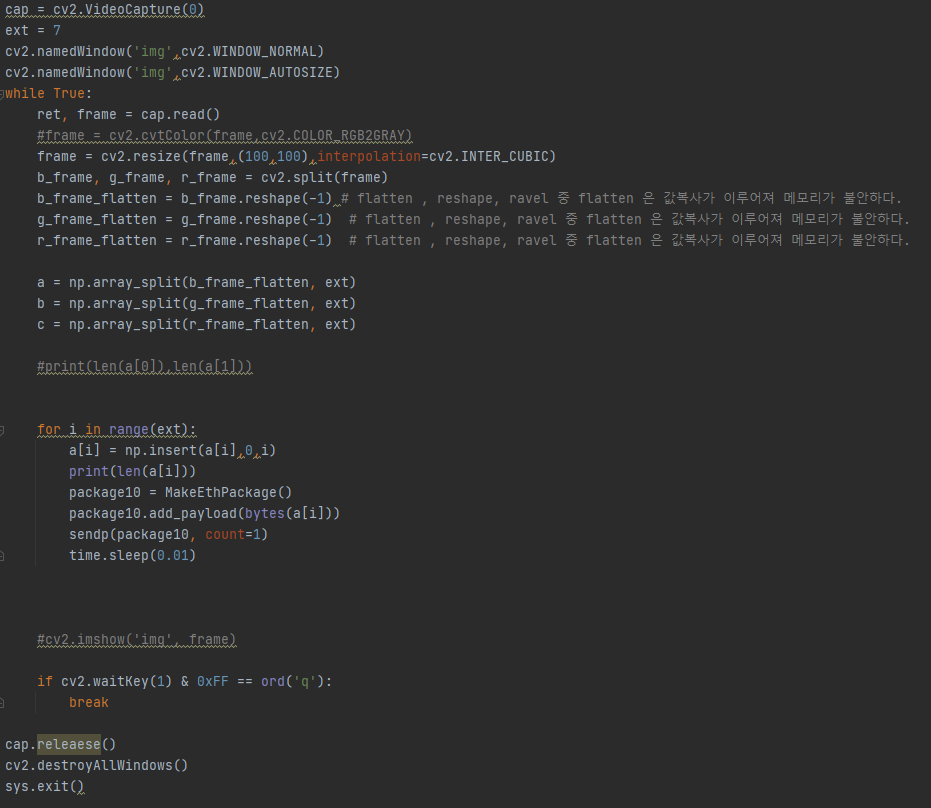 cap = cv2.VideoCapture(0)
ext = 7
cv2.namedWindow('img',cv2.WINDOW_NORMAL)
cv2.namedWindow('img',cv2.WINDOW_AUTOSIZE)
while True:
    ret, frame = cap.read()
    #frame = cv2.cvtColor(frame,cv2.COLOR_RGB2GRAY)
    frame = cv2.resize(frame,(100,100),interpolation=cv2.INTER_CUBIC)
    b_frame, g_frame, r_frame = cv2.split(frame)
    b_frame_flatten = b_frame.reshape(-1) # flatten , reshape, ravel 중 flatten 은 값복사가 이루어져 메모리가 불안하다.
    g_frame_flatten = g_frame.reshape(-1)  # flatten , reshape, ravel 중 flatten 은 값복사가 이루어져 메모리가 불안하다.
    r_frame_flatten = r_frame.reshape(-1)  # flatten , reshape, ravel 중 flatten 은 값복사가 이루어져 메모리가 불안하다.
    a = np.array_split(b_frame_flatten, ext)
    b = np.array_split(g_frame_flatten, ext)
    c = np.array_split(r_frame_flatten, ext)
    #print(len(a[0]),len(a[1]))
    for i in range(ext):
        a[i] = np.insert(a[i],0,i)
        print(len(a[i]))
        package10 = MakeEthPackage()
        package10.add_payload(bytes(a[i]))
        sendp(package10, count=1)
        time.sleep(0.01)
    #cv2.imshow('img', frame)
    if cv2.waitKey(1) & 0xFF == ord('q'):
        break
cap.releaese()
cv2.destroyAllWindows()
sys.exit()